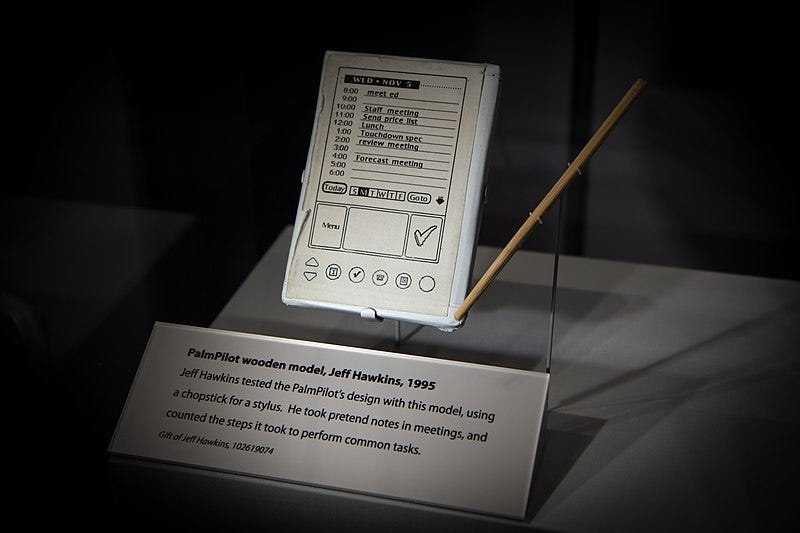 WED • NOV 5
8:00 meet ed
9:00
10:00 Staff meeting
11:00 Send price list
12:00 Lunch
1:00 Touchdown spec
2:00 review meeting
3:00
4:00 Forecast meeting
5:00
6:00
Today S M T W T F Go to
Menu
PalmPilot wooden model, Jeff Hawkins, 1995
Jeff Hawkins tested the PalmPilot's design with this model, using
a chopstick for a stylus. He took pretend notes in meetings, and
counted the steps it took to perform common tasks.
Gift of Jeff Hawkins, 102619074